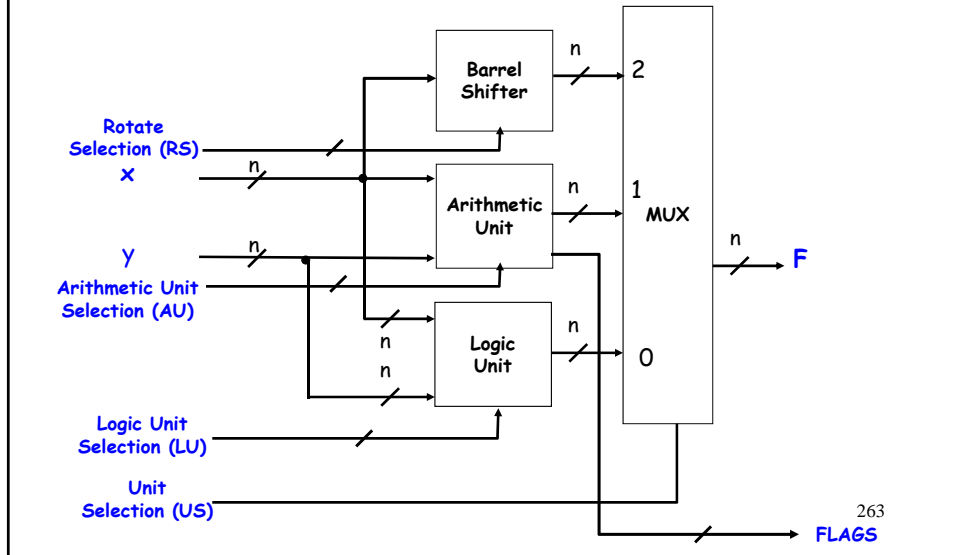 n
Barrel
Shifter
2
Rotate
Selection (RS)
n
x
n
Arithmetic
Unit
1
MUX
n
y
n
F
Arithmetic Unit
Selection (AU)
n
n
Logic
Unit
n
0
Logic Unit
Selection (LU)
Unit
Selection (US)
263
FLAGS